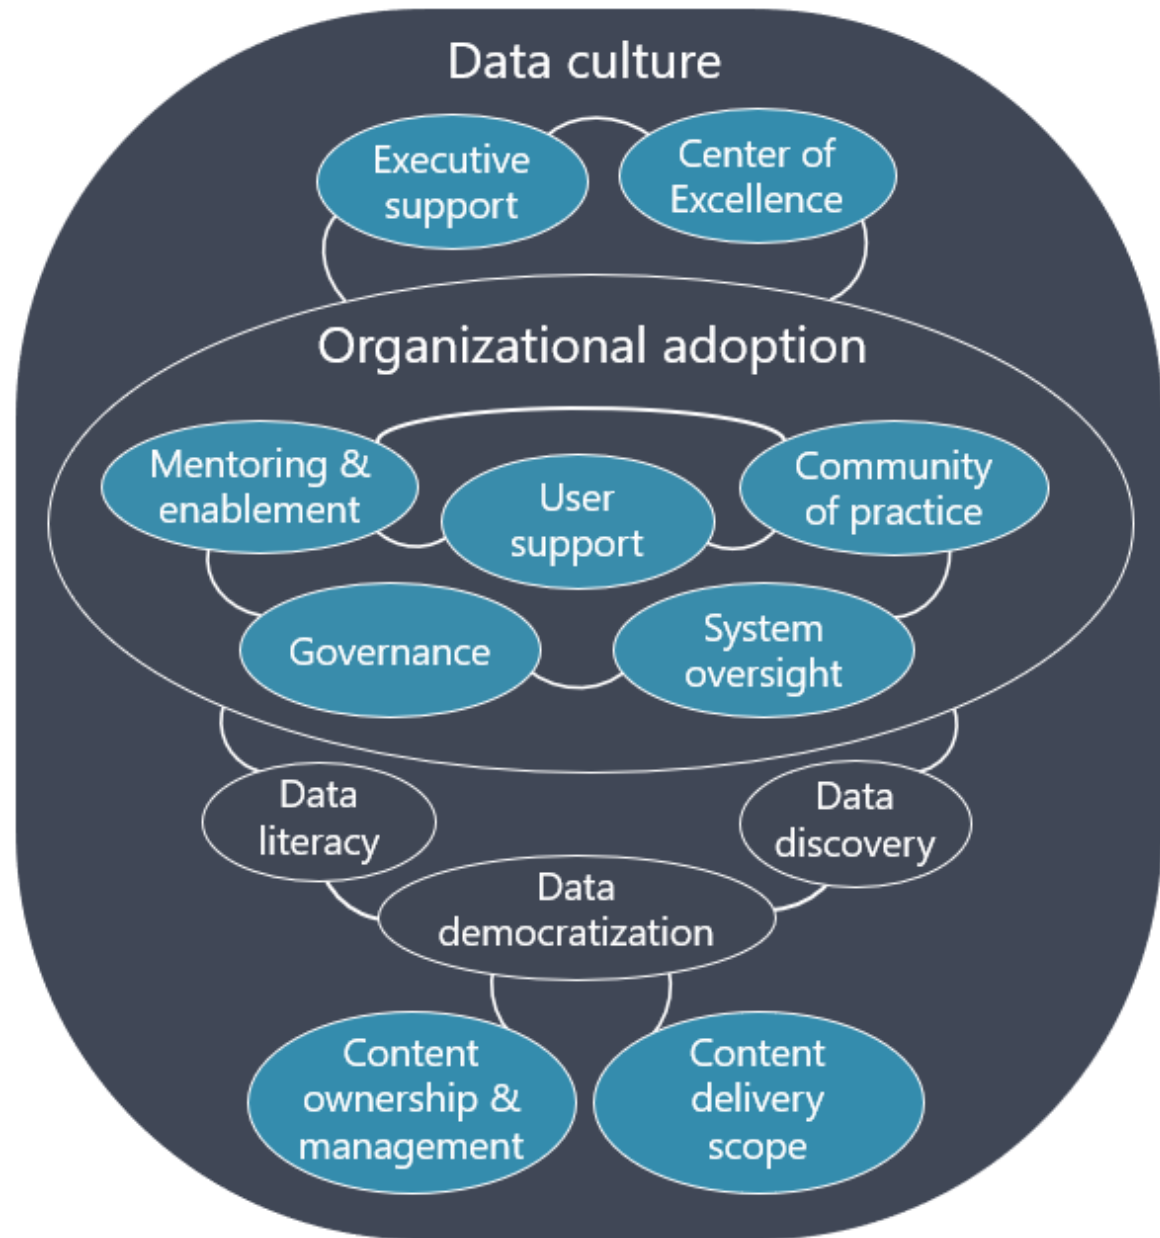 Data culture
Executive
support
Center of
Excellence
Organizational adoption
Mentoring &
enablement
User
support
Community
of practice
Governance
System
oversight
Data
literacy
Data
discovery
Data
democratization
Content
ownership &
management
Content
delivery
scope